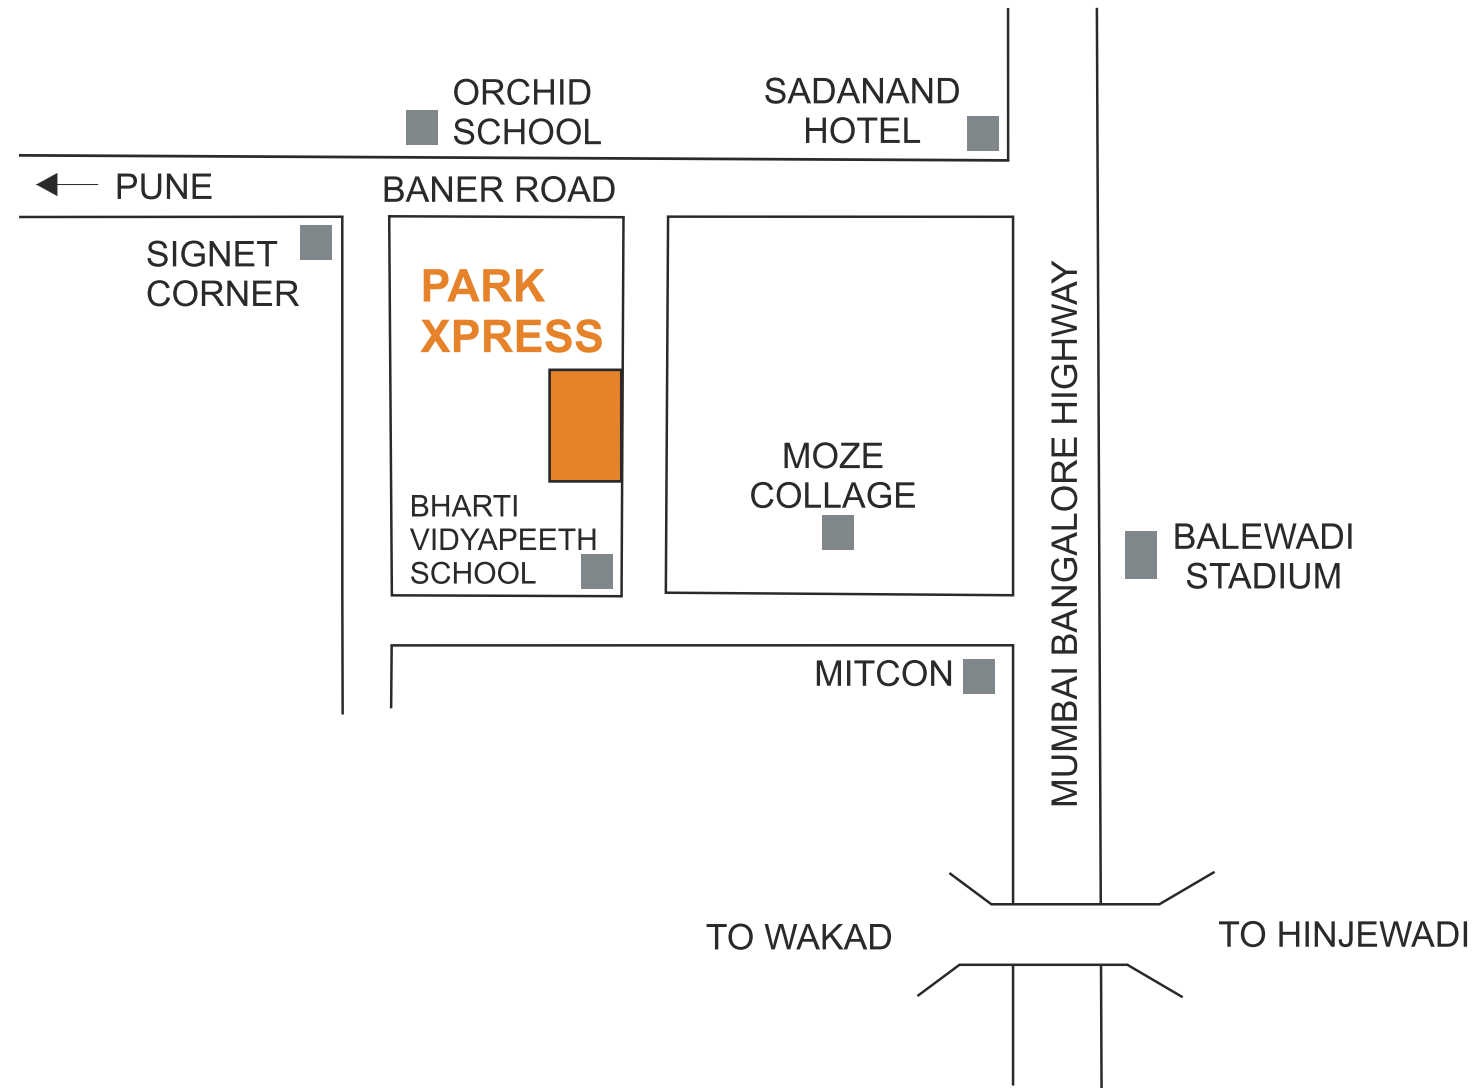 ORCHID
SCHOOL
SADANAND
HOTEL
PUNE
BANER ROAD
SIGNET
CORNER
PARK
XPRESS
MOZE
COLLAGE
BHARTI
VIDYAPEETH
SCHOOL
MUMBAI BANGALORE HIGHWAY
BALEWADI
STADIUM
MITCON
TO WAKAD
TO HINJEWADI